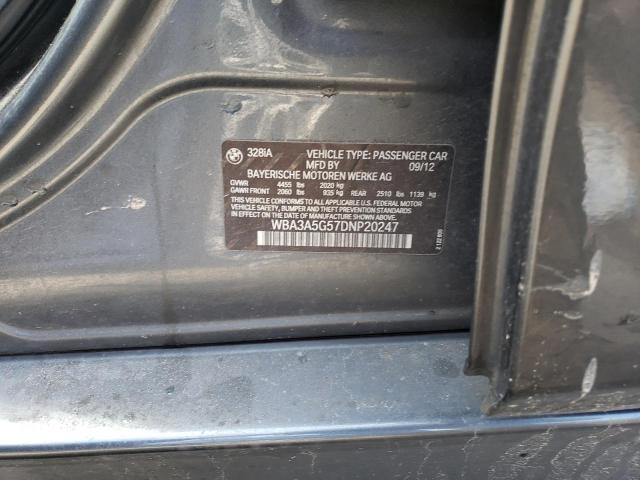 BMW
328iA VEHICLE TYPE: PASSENGER CAR
MFD BY 09/12
BAYERISCHE MOTOREN WERKE AG
GVWR 4455 lbs 2020 kg
GAWR FRONT 2060 lbs 935 kg REAR 2510 lbs 1139 kg
THIS VEHICLE CONFORMS TO ALL APPLICABLE U.S. FEDERAL MOTOR
VEHICLE SAFETY, BUMPER, AND THEFT PREVENTION STANDARDS IN
EFFECT ON THE DATE OF MANUFACTURE SHOWN ABOVE.
WBA3A5G57DNP20247